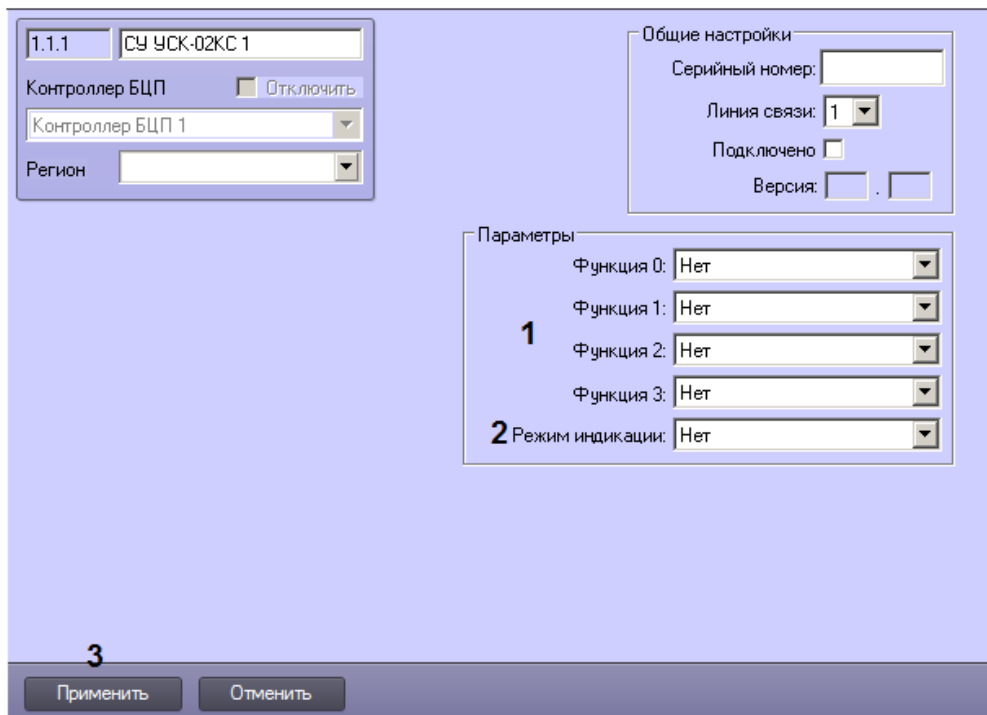 1.1.1 СУ УСК-02КС 1
Контроллер БЦП Отключить
Контроллер БЦП 1
Регион
Общие настройки
Серийный номер:
Линия связи: 1
Подключено
Версия: .
Параметры
Функция 0: Нет
Функция 1: Нет
1
Функция 2: Нет
Функция 3: Нет
2 Режим индикации: Нет
3
Применить Отменить